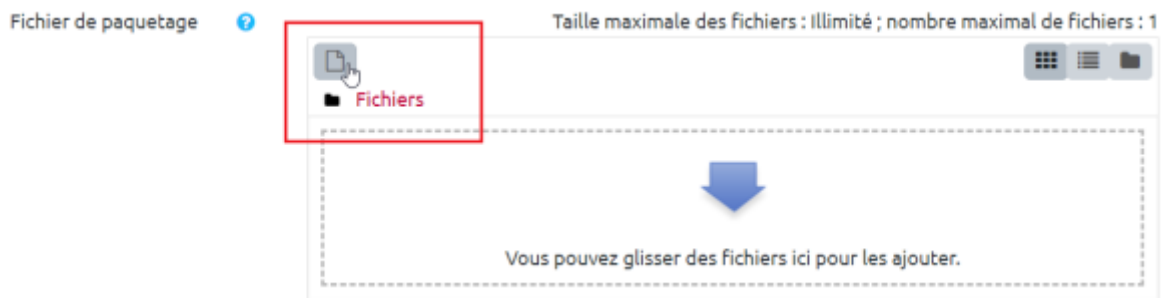 Fichier de paquetage
Taille maximale des fichiers : Illimité ; nombre maximal de fichiers : 1
Fichiers
Vous pouvez glisser des fichiers ici pour les ajouter.